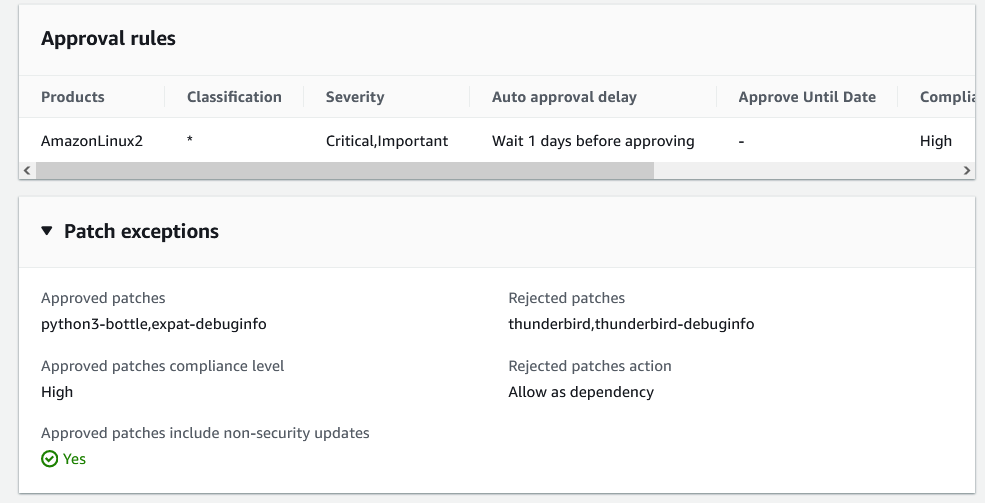 Approval rules
Products Classification Severity Auto approval delay Approve Until Date Complia
AmazonLinux2 * Critical,Important Wait 1 days before approving - High
Patch exceptions
Approved patches Rejected patches
python3-bottle,expat-debuginfo thunderbird,thunderbird-debuginfo
Approved patches compliance level Rejected patches action
High Allow as dependency
Approved patches include non-security updates
Yes